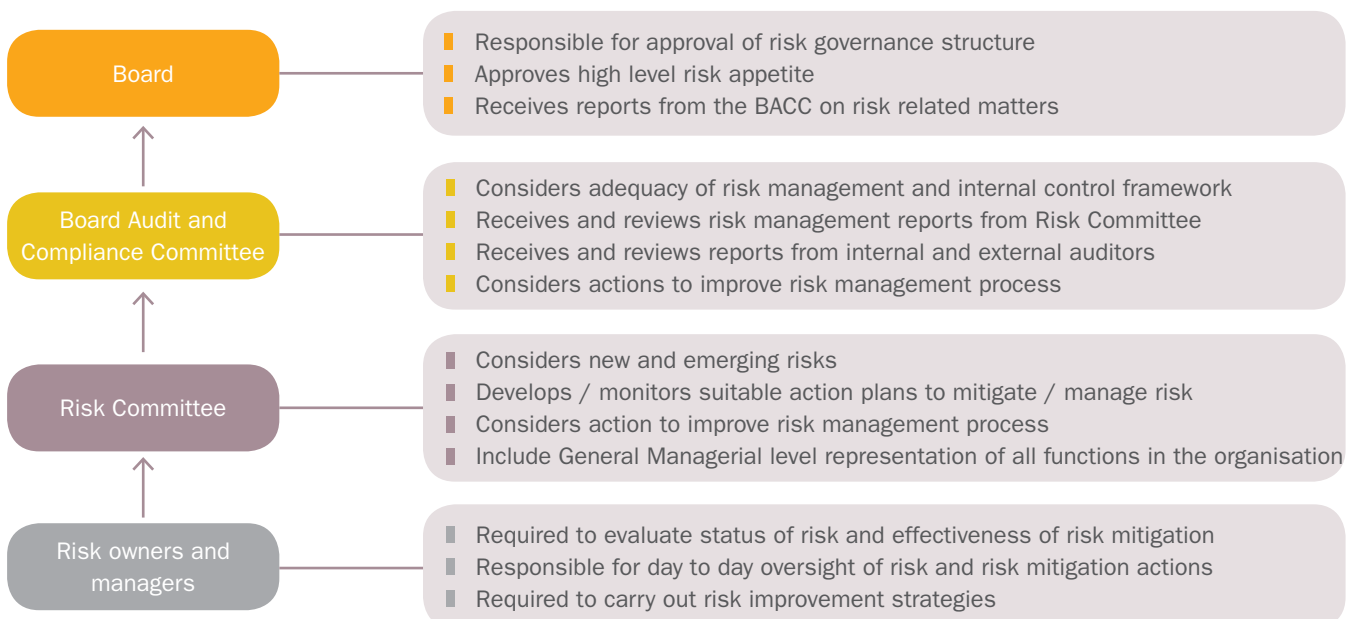 Board
Responsible for approval of risk governance structure
Approves high level risk appetite
Receives reports from the BACC on risk related matters
Board Audit and
Compliance Committee
Considers adequacy of risk management and internal control framework
Receives and reviews risk management reports from Risk Committee
Receives and reviews reports from internal and external auditors
Considers actions to improve risk management process
Risk Committee
Considers new and emerging risks
Develops / monitors suitable action plans to mitigate / manage risk
Considers action to improve risk management process
Include General Managerial level representation of all functions in the organisation
Risk owners and
managers
Required to evaluate status of risk and effectiveness of risk mitigation
Responsible for day to day oversight of risk and risk mitigation actions
Required to carry out risk improvement strategies